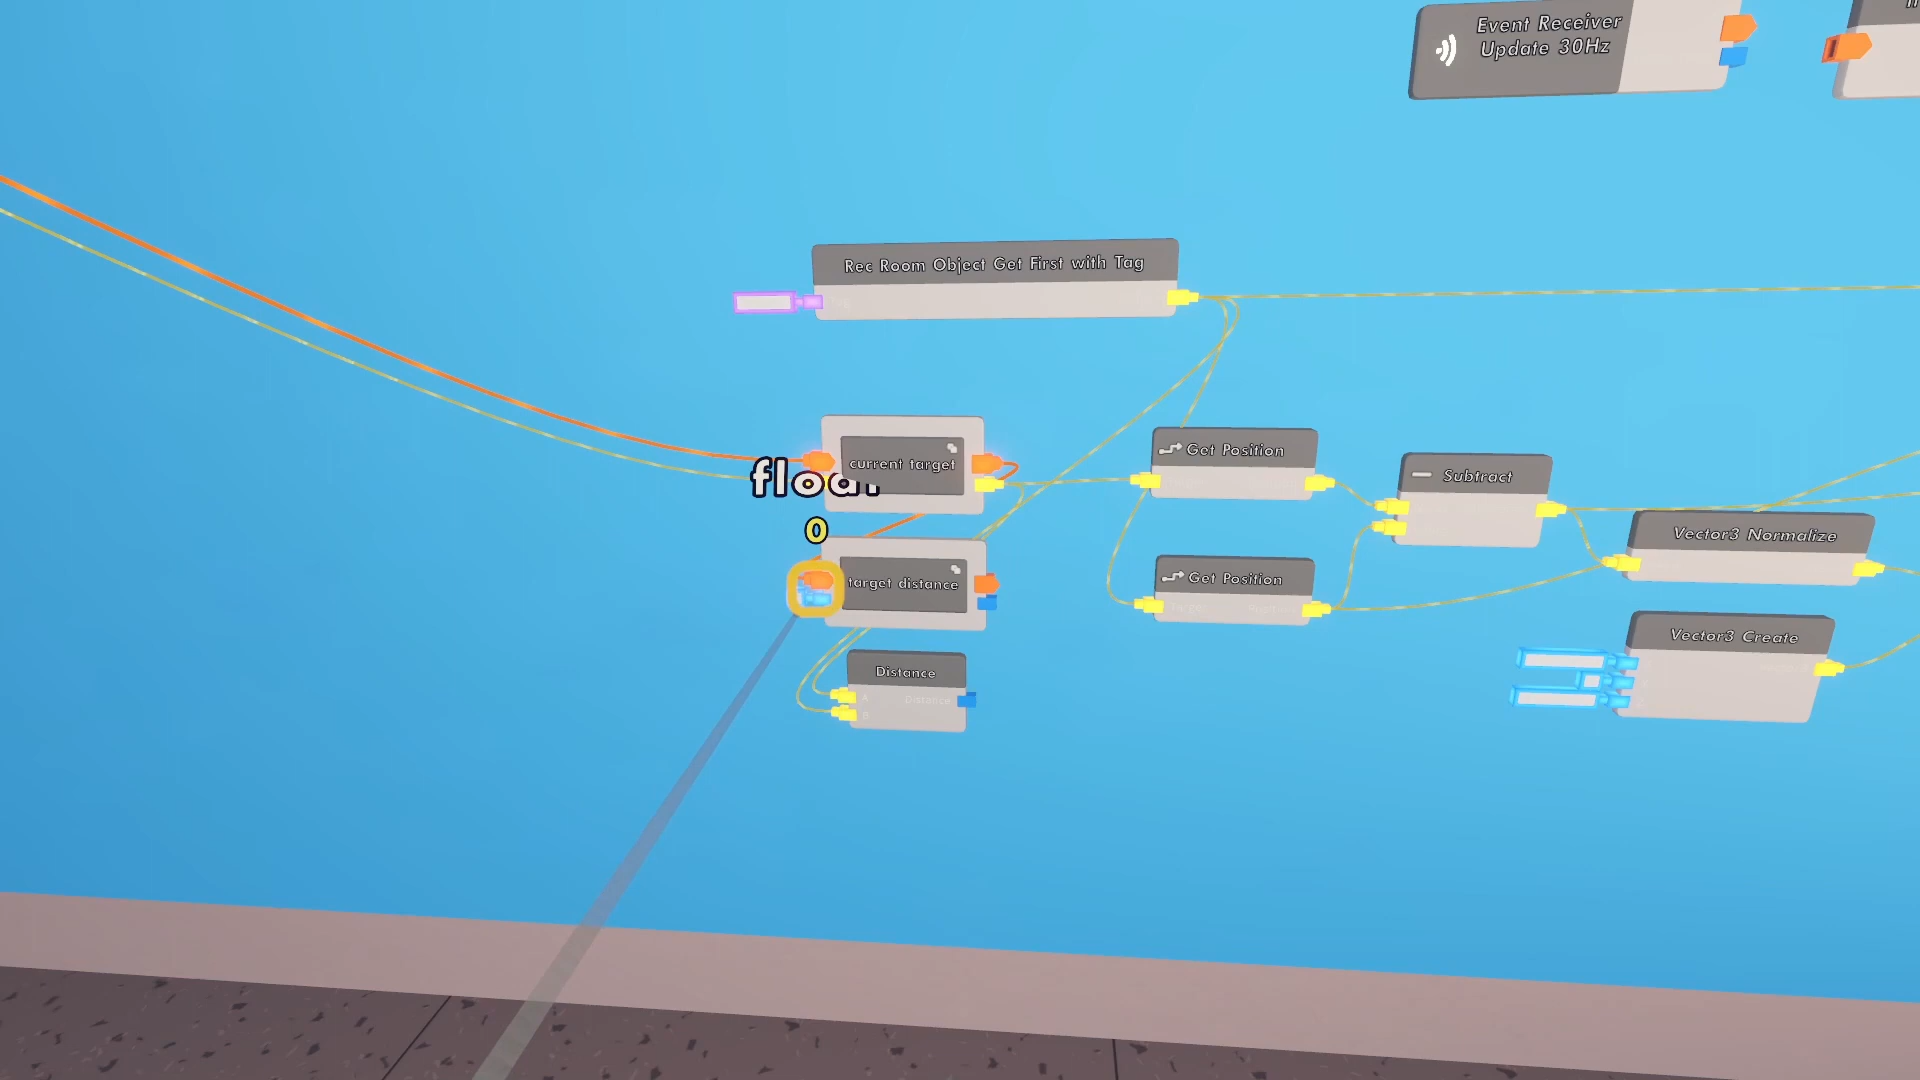 Event Receiver
Update 30Hz
Rec Room Object Get First with Tag
current target
float
0
target distance
Get Position
Get Position
Subtract
Vector3 Normalize
Vector3 Create
Distance
A
Distance
B